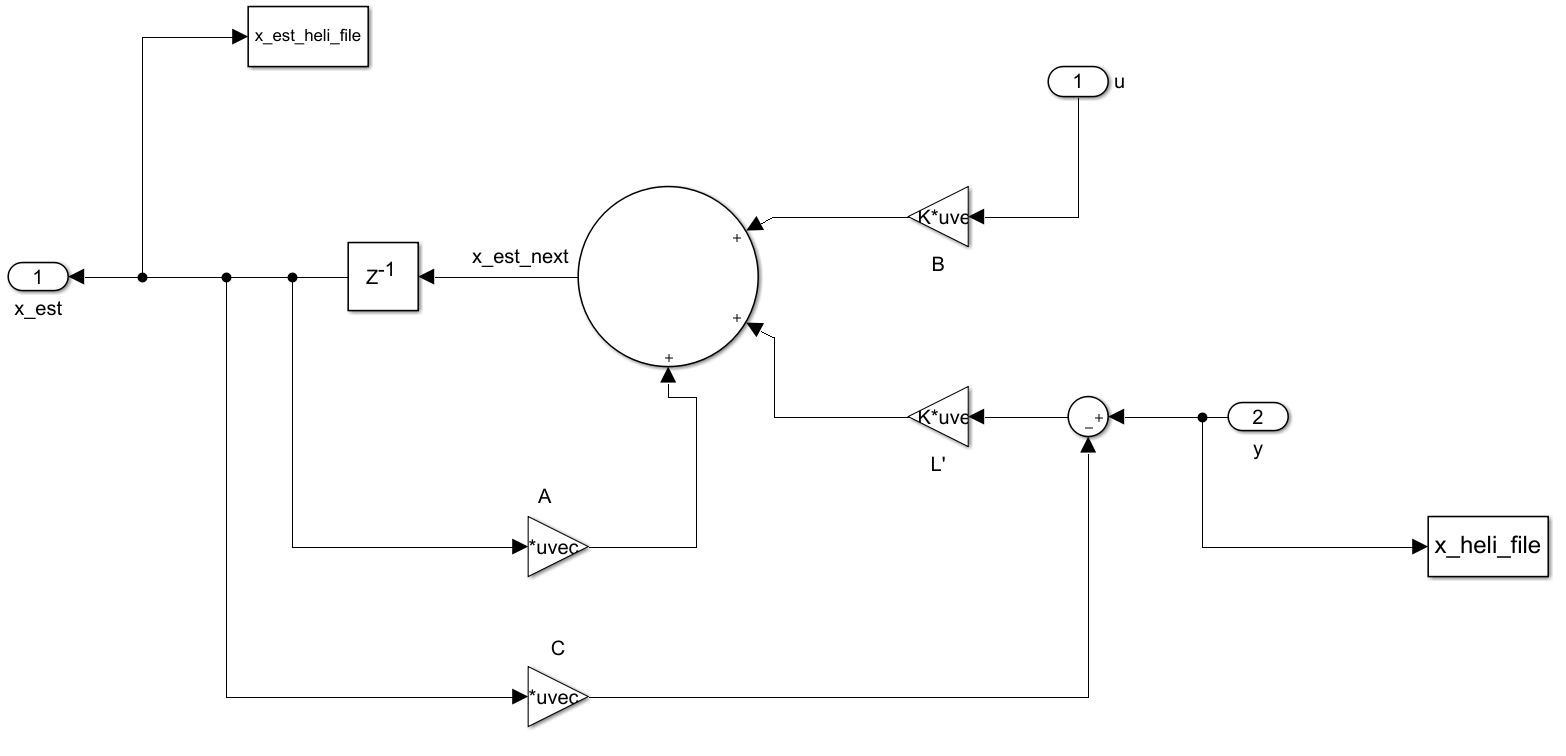 x_est_heli_file
1
u
K*uve
B
x_est_next
Z-1
1
x_est
+
+
+
K*uve
L'
+
_
2
y
A
*uvec
x_heli_file
C
*uvec